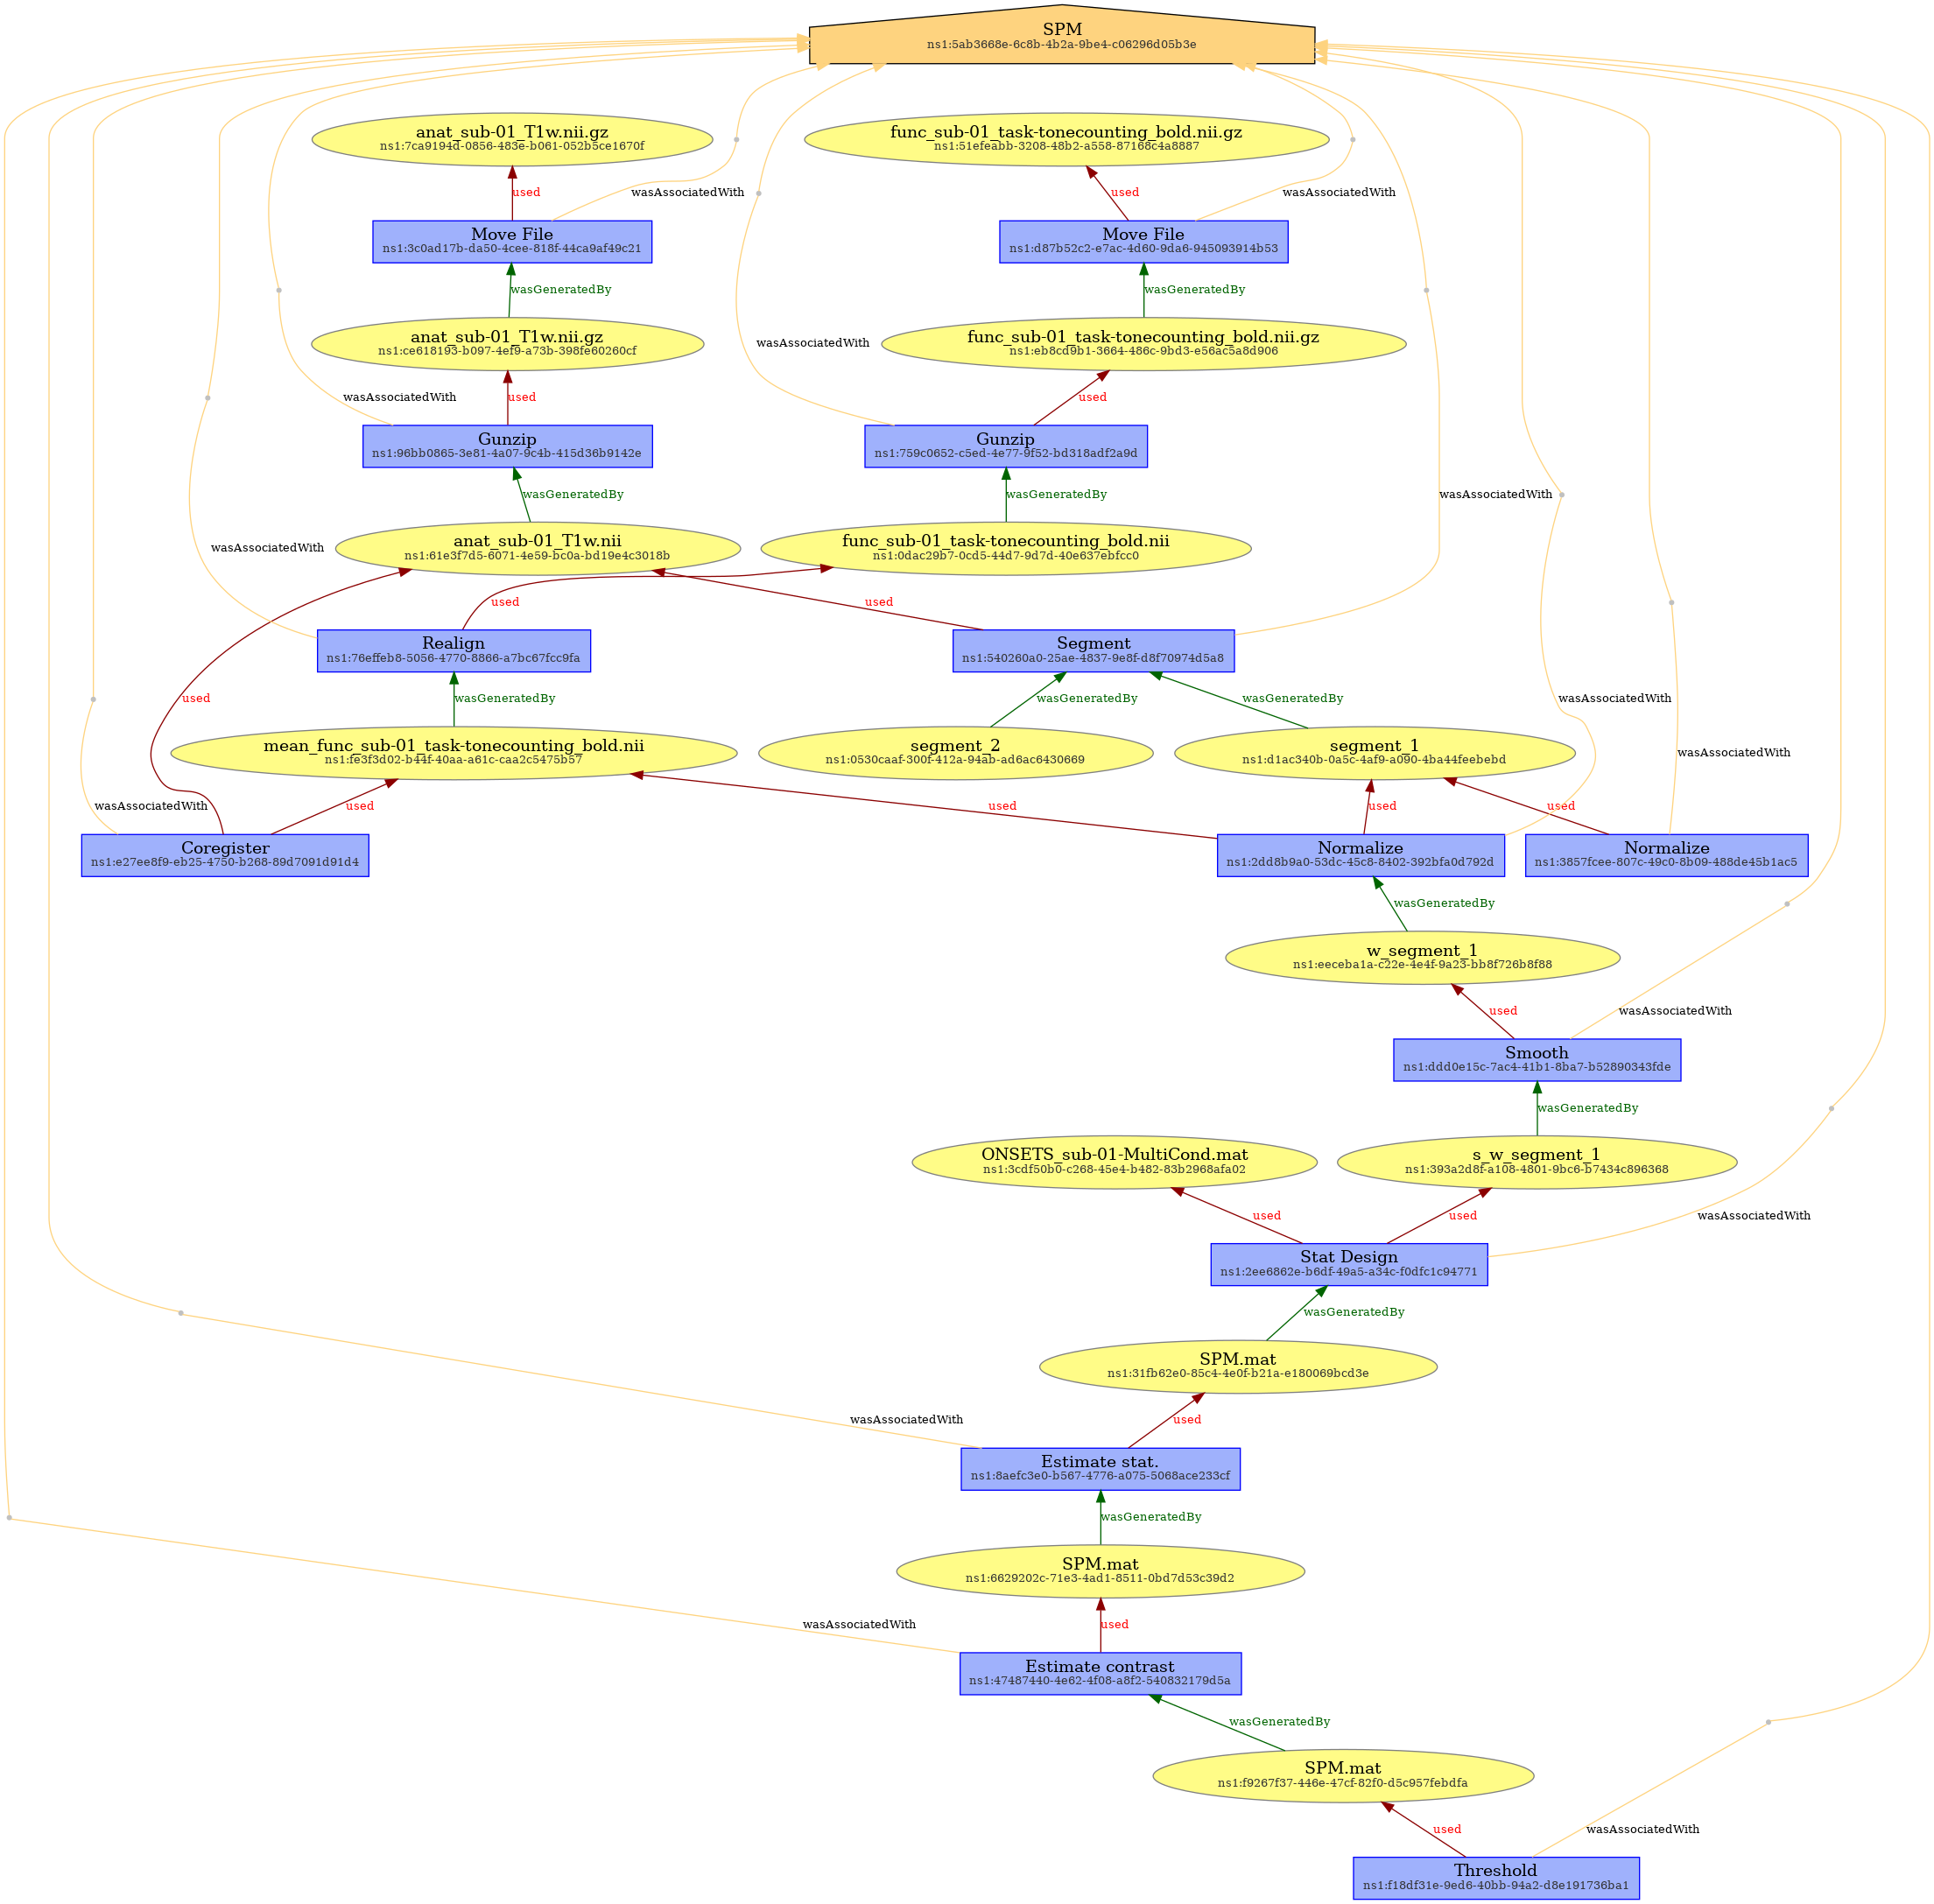 SPM
ns1:5ab3668e-6c8b-4b2a-9be4-c06296d05b3e
anat_sub-01_T1w.nii.gz
ns1:7ca9194d-0856-483e-b061-052b5ce1670f
func_sub-01_task-tonecounting_bold.nii.gz
ns1:51efeabb-3208-48b2-a558-87168c4a8887
used
wasAssociatedWith
used
wasAssociatedWith
Move File
ns1:3c0ad17b-da50-4cee-818f-44ca9af49c21
Move File
ns1:d87b52c2-e7ac-4d60-9da6-945093914b53
wasGeneratedBy
wasGeneratedBy
anat_sub-01_T1w.nii.gz
ns1:ce618193-b097-4ef9-a73b-398fe60260cf
wasAssociatedWith
func_sub-01_task-tonecounting_bold.nii.gz
ns1:eb8cd9b1-3664-486c-9bd3-e56ac5a8d906
wasAssociatedWith
used
used
Gunzip
ns1:96bb0865-3e81-4a07-9c4b-415d36b9142e
Gunzip
ns1:759c0652-c5ed-4e77-9f52-bd318adf2a9d
wasGeneratedBy
wasGeneratedBy
wasAssociatedWith
wasAssociatedWith
anat_sub-01_T1w.nii
ns1:61e3f7d5-6071-4e59-bc0a-bd19e4c3018b
func_sub-01_task-tonecounting_bold.nii
ns1:0dac29b7-0cd5-44d7-9d7d-40e637ebfcc0
used
used
Realign
ns1:76effeb8-5056-4770-8866-a7bc67fcc9fa
Segment
ns1:540260a0-25ae-4837-9e8f-d8f70974d5a8
used
wasGeneratedBy
wasGeneratedBy
wasGeneratedBy
wasAssociatedWith
mean_func_sub-01_task-tonecounting_bold.nii
ns1:fe3f3d02-b44f-40aa-a61c-caa2c5475b57
segment_2
ns1:0530caaf-300f-412a-94ab-ad6ac6430669
segment_1
ns1:d1ac340b-0a5c-4af9-a090-4ba44feebebd
wasAssociatedWith
wasAssociatedWith
used
used
used
used
Coregister
ns1:e27ee8f9-eb25-4750-b268-89d7091d91d4
Normalize
ns1:2dd8b9a0-53dc-45c8-8402-392bfa0d792d
Normalize
ns1:3857fcee-807c-49c0-8b09-488de45b1ac5
wasGeneratedBy
w_segment_1
ns1:eeceba1a-c22e-4e4f-9a23-bb8f726b8f88
used
wasAssociatedWith
Smooth
ns1:ddd0e15c-7ac4-41b1-8ba7-b52890343fde
wasGeneratedBy
ONSETS_sub-01-MultiCond.mat
ns1:3cdf50b0-c268-45e4-b482-83b2968afa02
s_w_segment_1
ns1:393a2d8f-a108-4801-9bc6-b7434c896368
used
used
wasAssociatedWith
Stat Design
ns1:2ee6862e-b6df-49a5-a34c-f0dfc1c94771
wasGeneratedBy
SPM.mat
ns1:31fb62e0-85c4-4e0f-b21a-e180069bcd3e
wasAssociatedWith
used
Estimate stat.
ns1:8aefc3e0-b567-4776-a075-5068ace233cf
wasGeneratedBy
SPM.mat
ns1:6629202c-71e3-4ad1-8511-0bd7d53c39d2
wasAssociatedWith
used
Estimate contrast
ns1:47487440-4e62-4f08-a8f2-540832179d5a
wasGeneratedBy
SPM.mat
ns1:f9267f37-446e-47cf-82f0-d5c957febdfa
used
wasAssociatedWith
Threshold
ns1:f18df31e-9ed6-40bb-94a2-d8e191736ba1